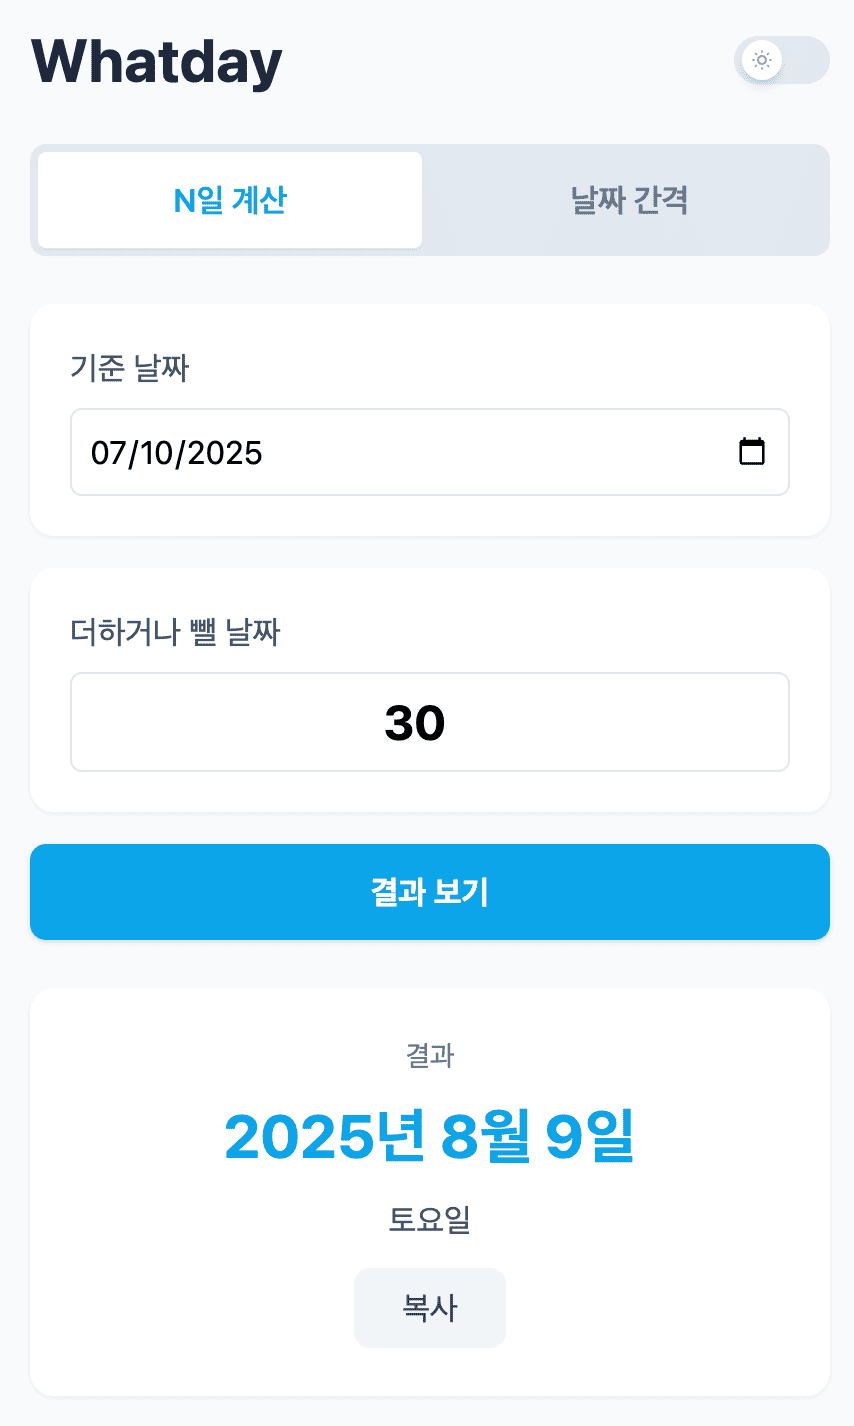 Whatday
N일 계산 날짜 간격
기준 날짜
07/10/2025
더하거나 뺄 날짜
30
결과 보기
결과
2025년 8월 9일
토요일
복사